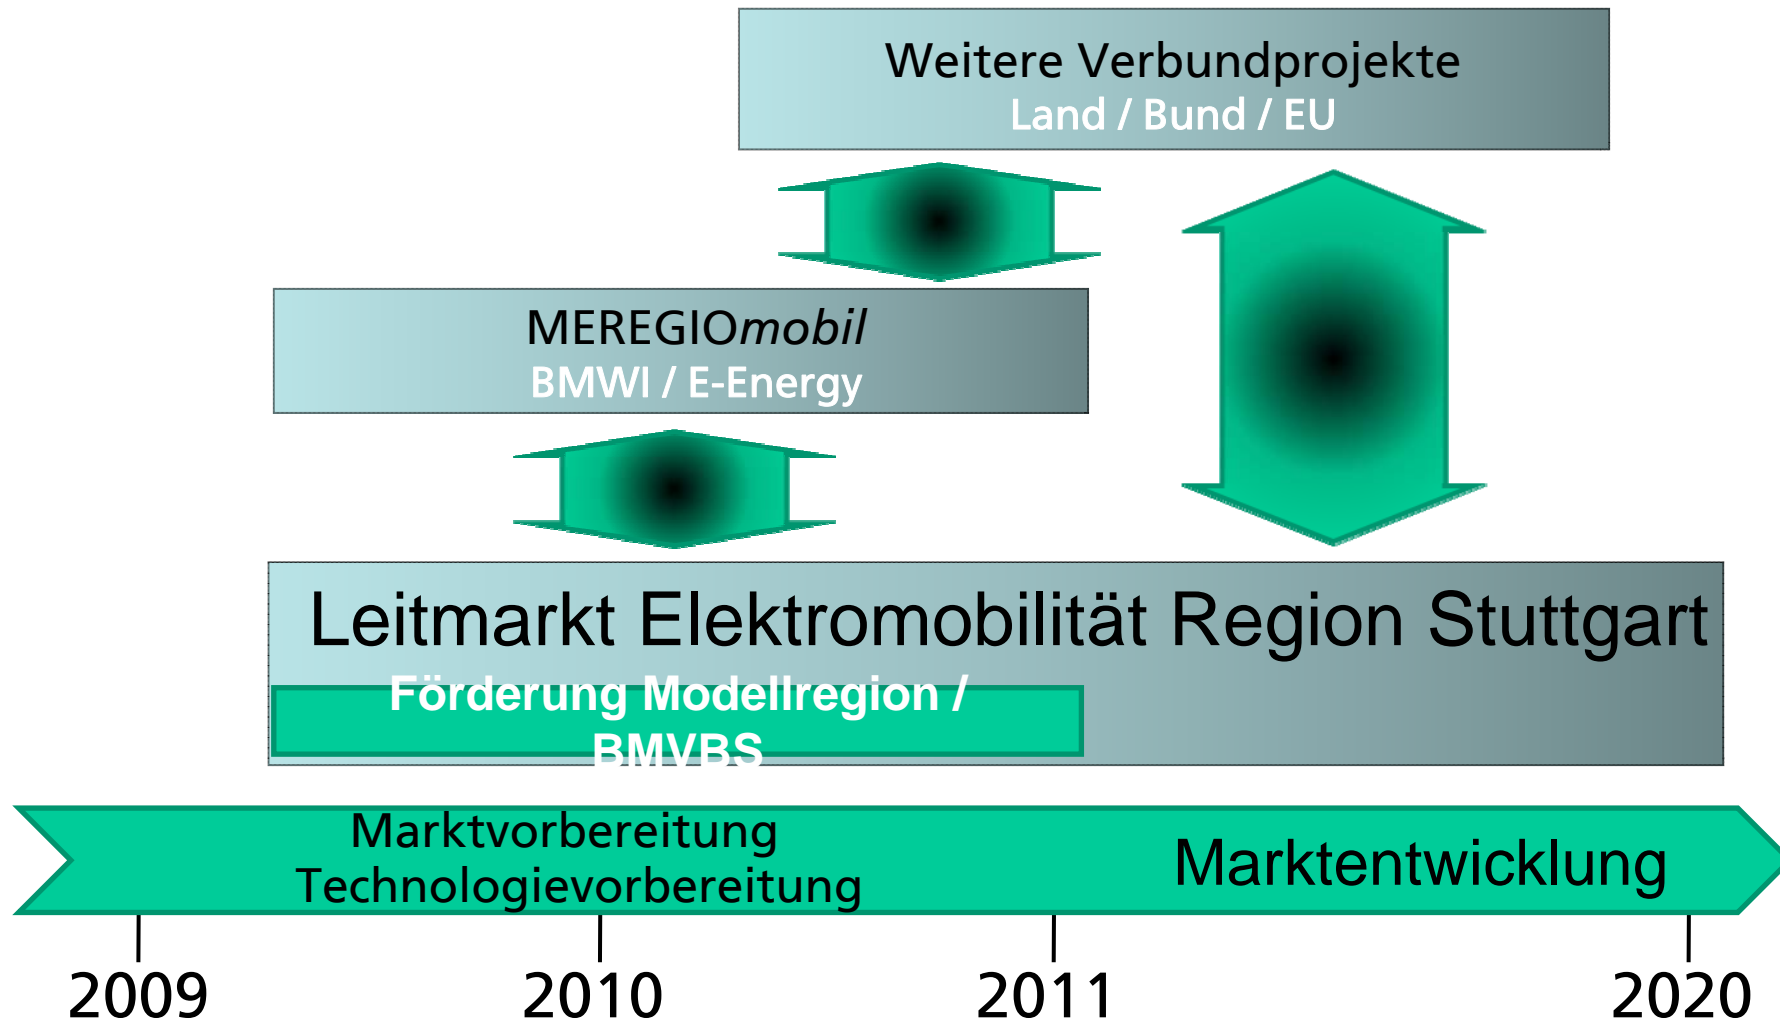 Weitere Verbundprojekte
Land / Bund / EU
MEREGIOmobil
BMWI / E-Energy
Leitmarkt Elektromobilität Region Stuttgart
Förderung Modellregion /
BMVBS
Marktvorbereitung
Technologievorbereitung
Marktentwicklung
2009
2010
2011
2020